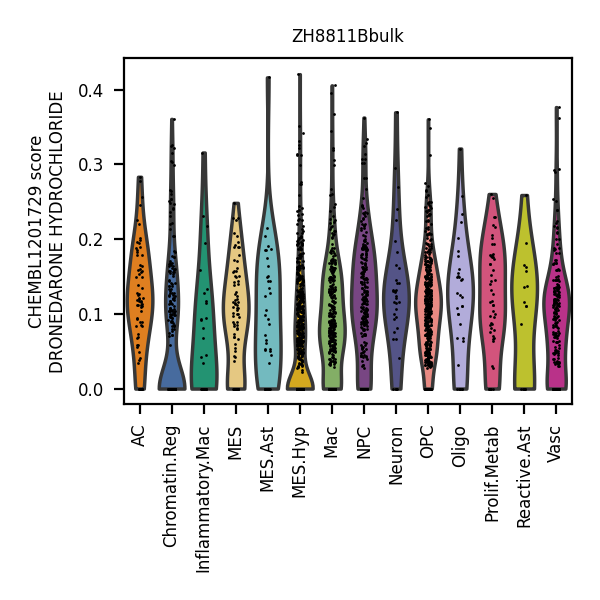 ZH8811Bbulk
CHEMBL1201729 score
DRONEDARONE HYDROCHLORIDE
0.4
0.3
0.2
0.1
0.0
AC
Chromatin.Reg
Inflammatory.Mac
MES
MES.Ast
MES.Hyp
Mac
NPC
Neuron
OPC
Oligo
Prolif.Metab
Reactive.Ast
Vasc